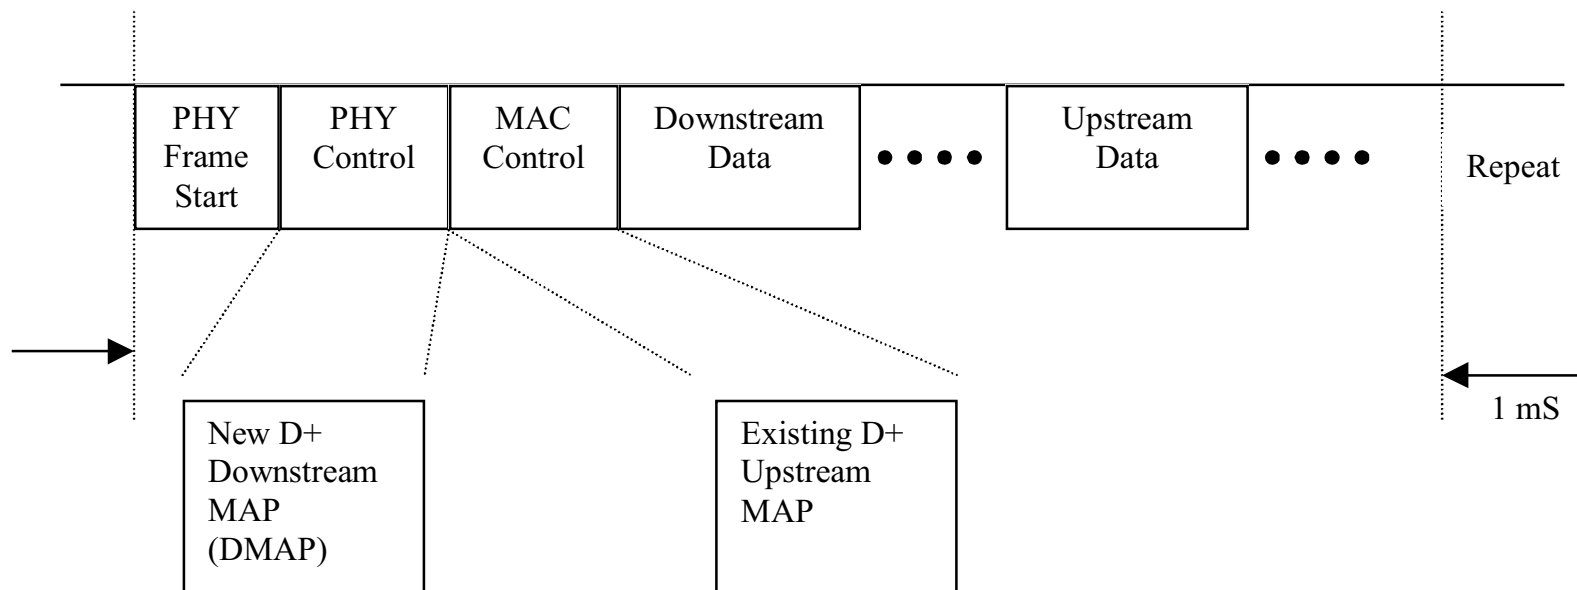 PHY
Frame
Start
PHY
Control
MAC
Control
Downstream
Data
Upstream
Data
Repeat
1 mS
New D+
Downstream
MAP
(DMAP)
Existing D+
Upstream
MAP